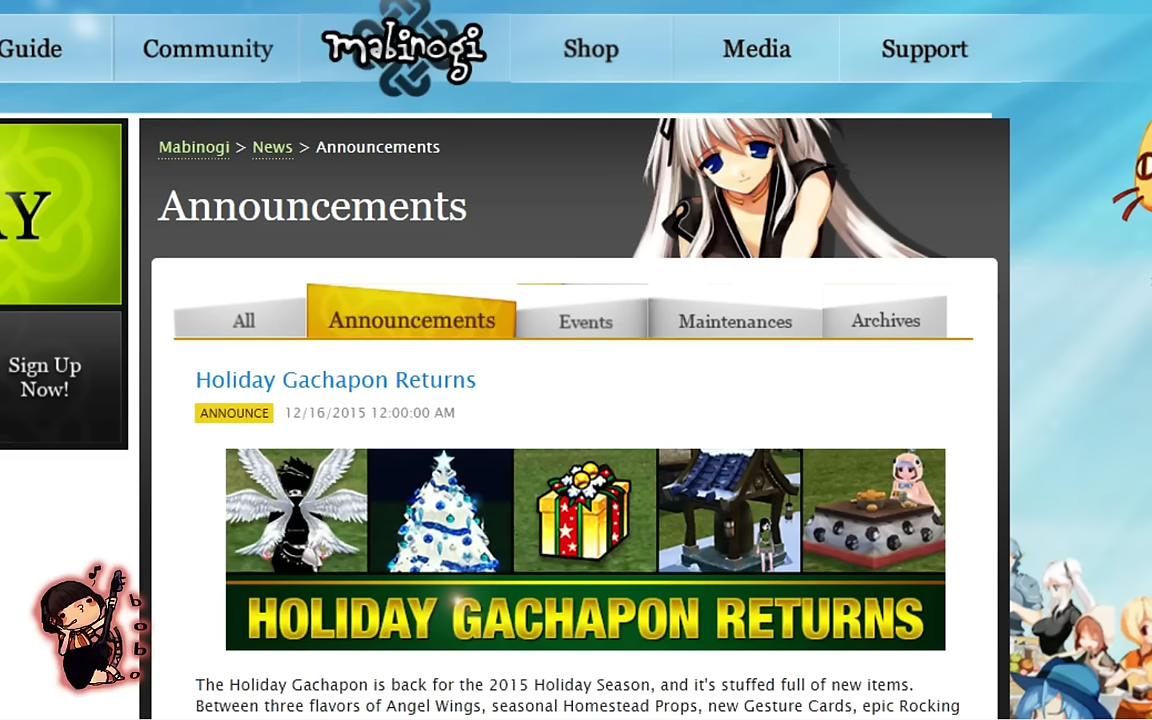 Guide Community mabinogi Shop Media Support
Mabinogi > News > Announcements
Announcements
AY
Sign Up
Now!
All Announcements Events Maintenances Archives
Holiday Gachapon Returns
ANNOUNCE 12/16/2015 12:00:00 AM
HOLIDAY GACHAPON RETURNS
bobo
The Holiday Gachapon is back for the 2015 Holiday Season, and it's stuffed full of new items.
Between three flavors of Angel Wings, seasonal Homestead Props, new Gesture Cards, epic Rocking